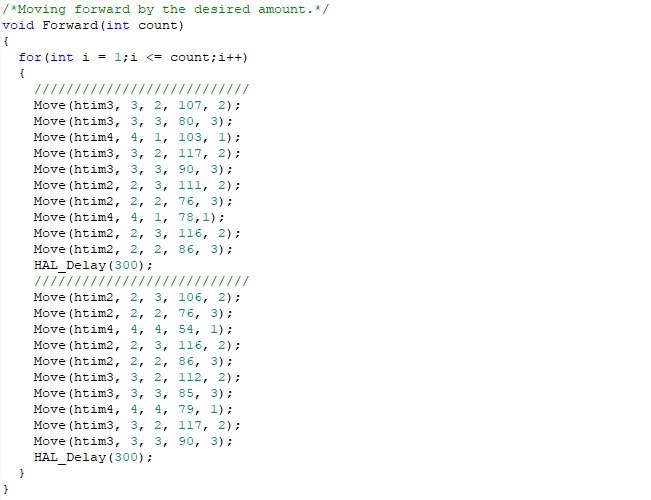 /*Moving forward by the desired amount.*/
void Forward(int count)
{
for(int i = 1;i <= count;i++)
{
///////////////////////////
Move(htim3, 3, 2, 107, 2);
Move(htim3, 3, 3, 80, 3);
Move(htim4, 4, 1, 103, 1);
Move(htim3, 3, 2, 117, 2);
Move(htim3, 3, 3, 90, 3);
Move(htim2, 2, 3, 111, 2);
Move(htim2, 2, 2, 76, 3);
Move(htim4, 4, 1, 78,1);
Move(htim2, 2, 3, 116, 2);
Move(htim2, 2, 2, 86, 3);
HAL_Delay(300);
///////////////////////////
Move(htim2, 2, 3, 106, 2);
Move(htim2, 2, 2, 76, 3);
Move(htim4, 4, 4, 54, 1);
Move(htim2, 2, 3, 116, 2);
Move(htim2, 2, 2, 86, 3);
Move(htim3, 3, 2, 112, 2);
Move(htim3, 3, 3, 85, 3);
Move(htim4, 4, 4, 79, 1);
Move(htim3, 3, 2, 117, 2);
Move(htim3, 3, 3, 90, 3);
HAL_Delay(300);
}
}